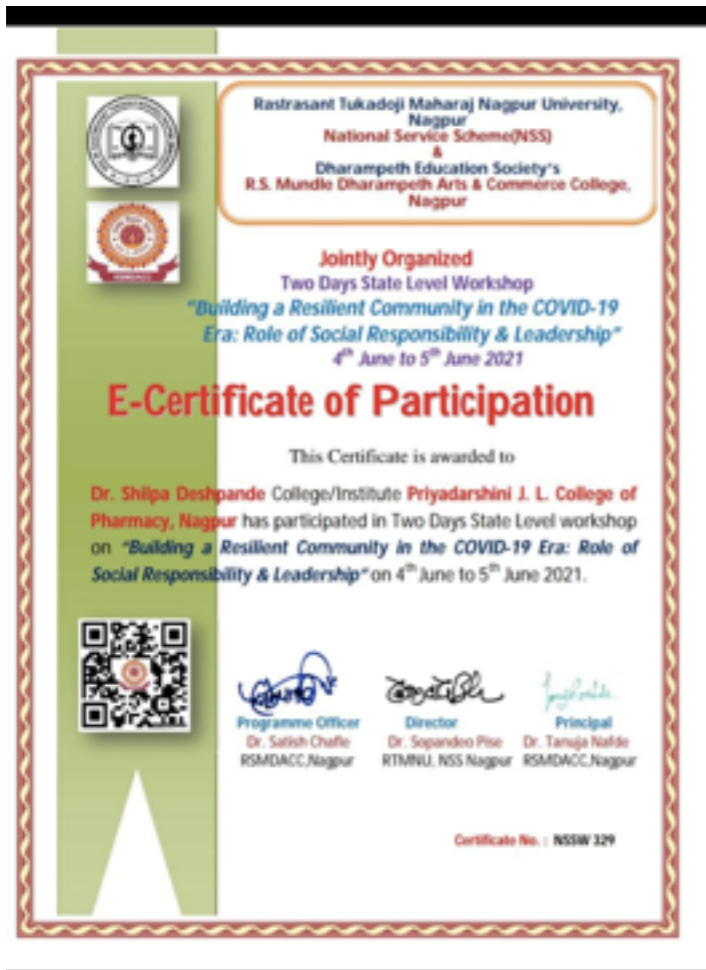 Rastrasant Tukadoji Maharaj Nagpur University,
Nagpur
National Service Scheme(NSS)
&
Dharampeth Education Society's
R.S. Mundle Dharampeth Arts & Commerce College,
Nagpur
RSMDACC
Jointly Organized
Two Days State Level Workshop
"Building a Resilient Community in the COVID-19
Era: Role of Social Responsibility & Leadership"
4th June to 5th June 2021
E-Certificate of Participation
This Certificate is awarded to
Dr. Shilpa Deshpande College/Institute Priyadarshini J. L. College of
Pharmacy, Nagpur has participated in Two Days State Level workshop
on "Building a Resilient Community in the COVID-19 Era: Role of
Social Responsibility & Leadership" on 4th June to 5th June 2021.
Programme Officer Director Principal
Dr. Satish Chafle Dr. Sopandeo Pise Dr. Tanuja Nafde
RSMDACC,Nagpur RTMNU, NSS Nagpur RSMDACC,Nagpur
Certificate No. : NSSW 329